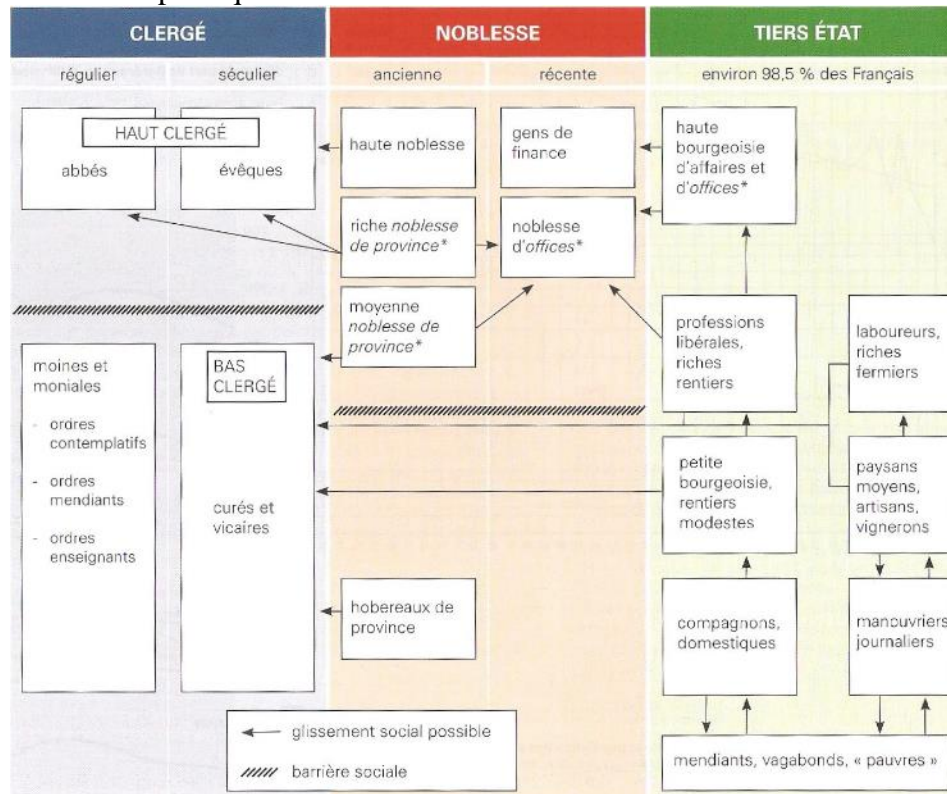 CLERGÉ
NOBLESSE
TIERS ÉTAT
régulier
séculier
ancienne
récente
environ 98,5 % des Français
HAUT CLERGÉ
abbés
évêques
haute noblesse
gens de
finance
haute
bourgeoisie
d'affaires et
d'offices*
riche noblesse
de province*
noblesse
d'offices*
moyenne
noblesse de
province*
professions
libérales,
riches
rentiers
laboureurs,
riches
fermiers
moines et
moniales
- ordres
contemplatifs
- ordres
mendiants
- ordres
enseignants
BAS
CLERGÉ
curés et
vicaires
petite
bourgeoisie,
rentiers
modestes
paysans
moyens,
artisans,
vignerons
hobereaux de
province
compagnons,
domestiques
manouvriers
journaliers
glissement social possible
barrière sociale
mendiants, vagabonds, « pauvres »